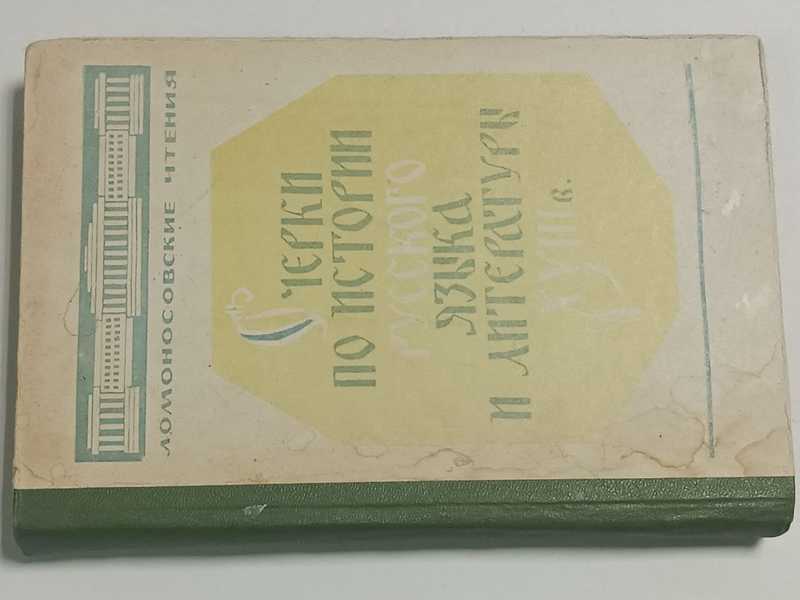 ЛОМОНОСОВСКИЕ ЧТЕНИЯ
ОЧЕРКИ
ПО ИСТОРИИ
РУССКОГО
ЯЗЫКА
И ЛИТЕРАТУРЫ
XVIII в.